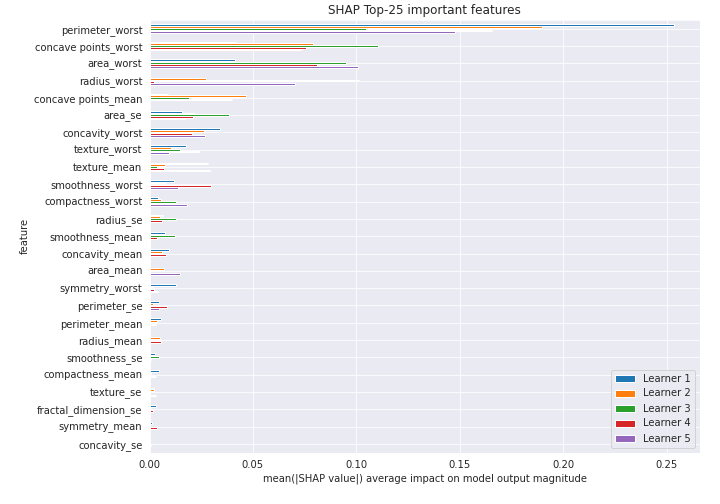 SHAP Top-25 important features
perimeter_worst
concave points_worst
area_worst
radius_worst
concave points_mean
area_se
concavity_worst
texture_worst
texture_mean
smoothness_worst
compactness_worst
radius_se
smoothness_mean
concavity_mean
area_mean
symmetry_worst
perimeter_se
perimeter_mean
radius_mean
smoothness_se
compactness_mean
texture_se
fractal_dimension_se
symmetry_mean
concavity_se
feature
Learner 1
Learner 2
Learner 3
Learner 4
Learner 5
0.00 0.05 0.10 0.15 0.20 0.25
mean(|SHAP value|) average impact on model output magnitude